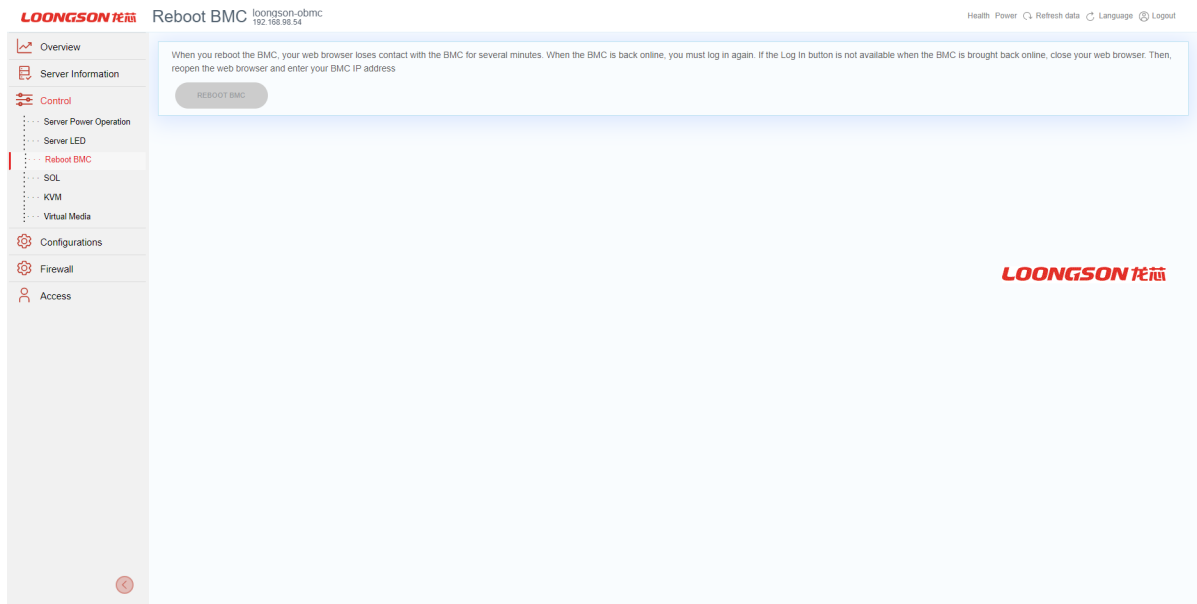 LOONGSON龙芯
Reboot BMC
loongson-obmc
192.168.98.54
Health Power Refresh data Language Logout
Overview
Server Information
Control
Server Power Operation
Server LED
Reboot BMC
SOL
KVM
Virtual Media
Configurations
Firewall
Access
When you reboot the BMC, your web browser loses contact with the BMC for several minutes. When the BMC is back online, you must log in again. If the Log In button is not available when the BMC is brought back online, close your web browser. Then,
reopen the web browser and enter your BMC IP address
REBOOT BMC
LOONGSON龙芯